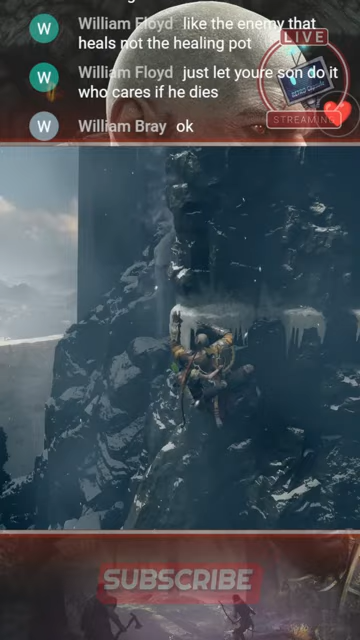 William Floyd like the enemy that
heals not the healing pot
LIVE
W
William Floyd just let youre son do it
who cares if he dies
W
STREAMING
W
William Bray ok
SUBSCRIBE